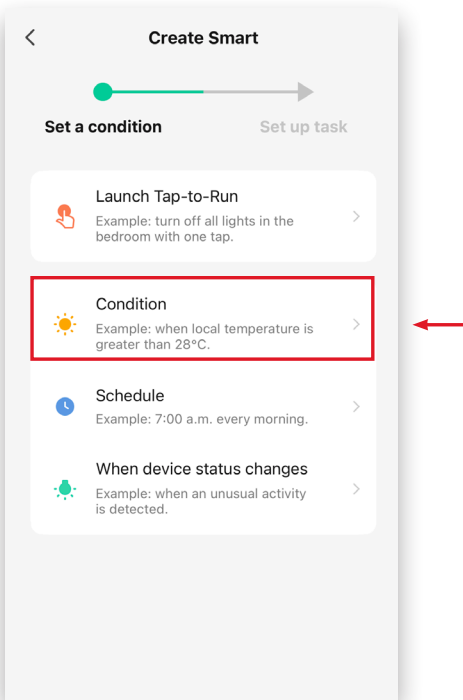 Create Smart
Set a condition
Set up task
Launch Tap-to-Run
Example: turn off all lights in the
bedroom with one tap.
Condition
Example: when local temperature is
greater than 28°C.
Schedule
Example: 7:00 a.m. every morning.
When device status changes
Example: when an unusual activity
is detected.